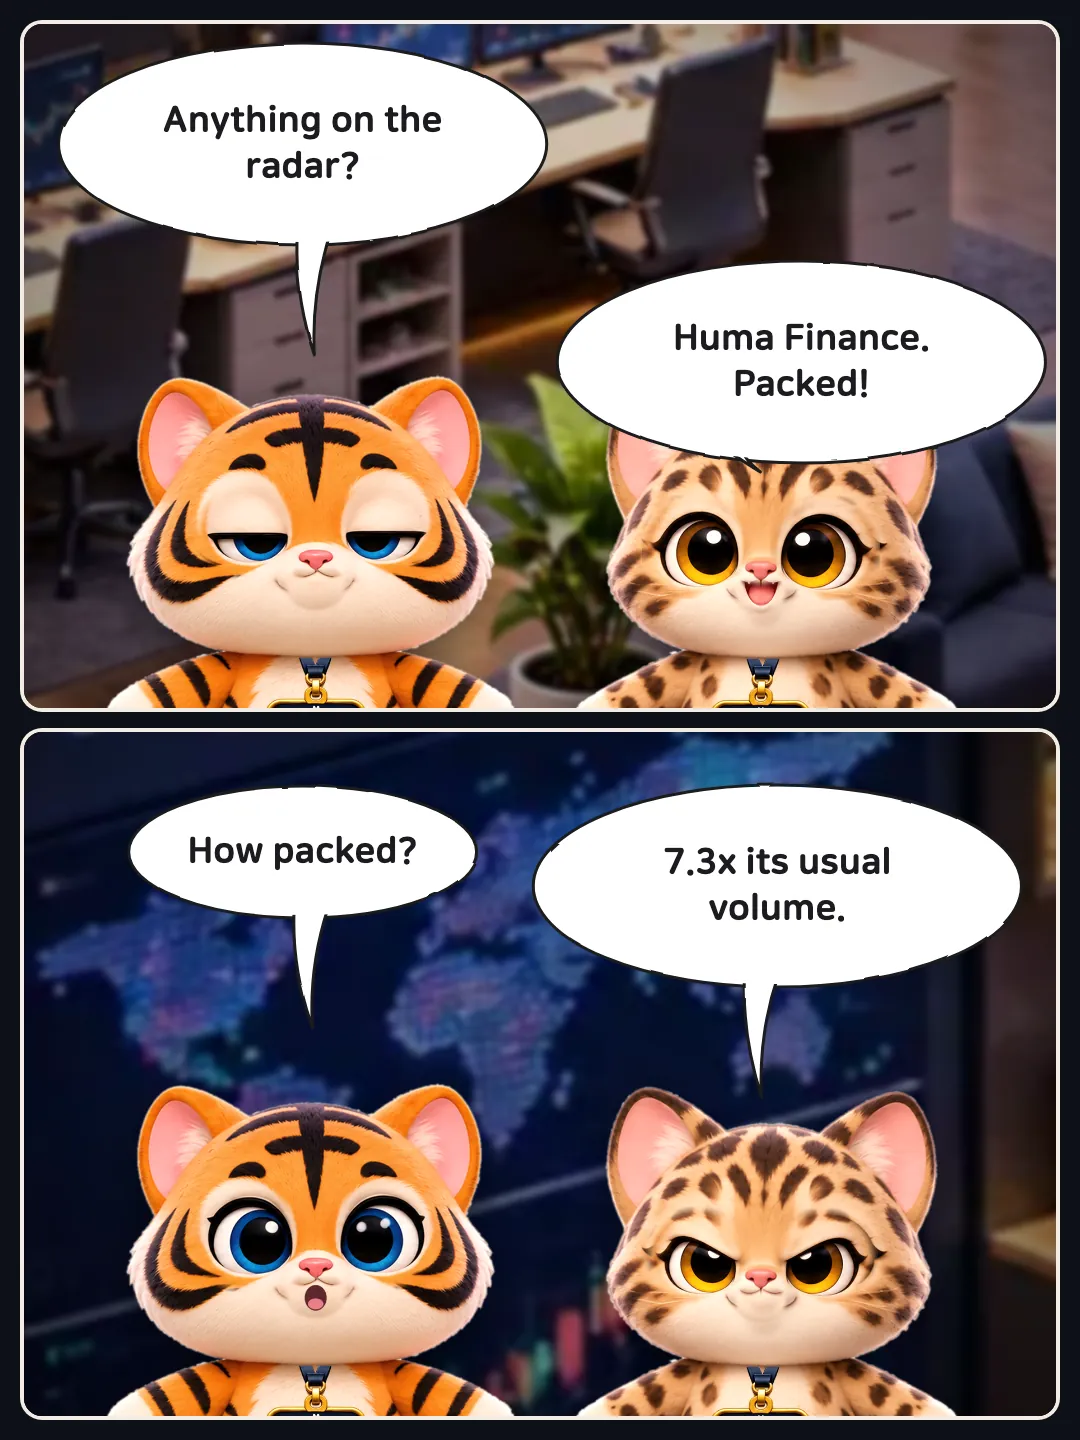 Anything on the
radar?
Huma Finance.
Packed!
How packed?
7.3x its usual
volume.